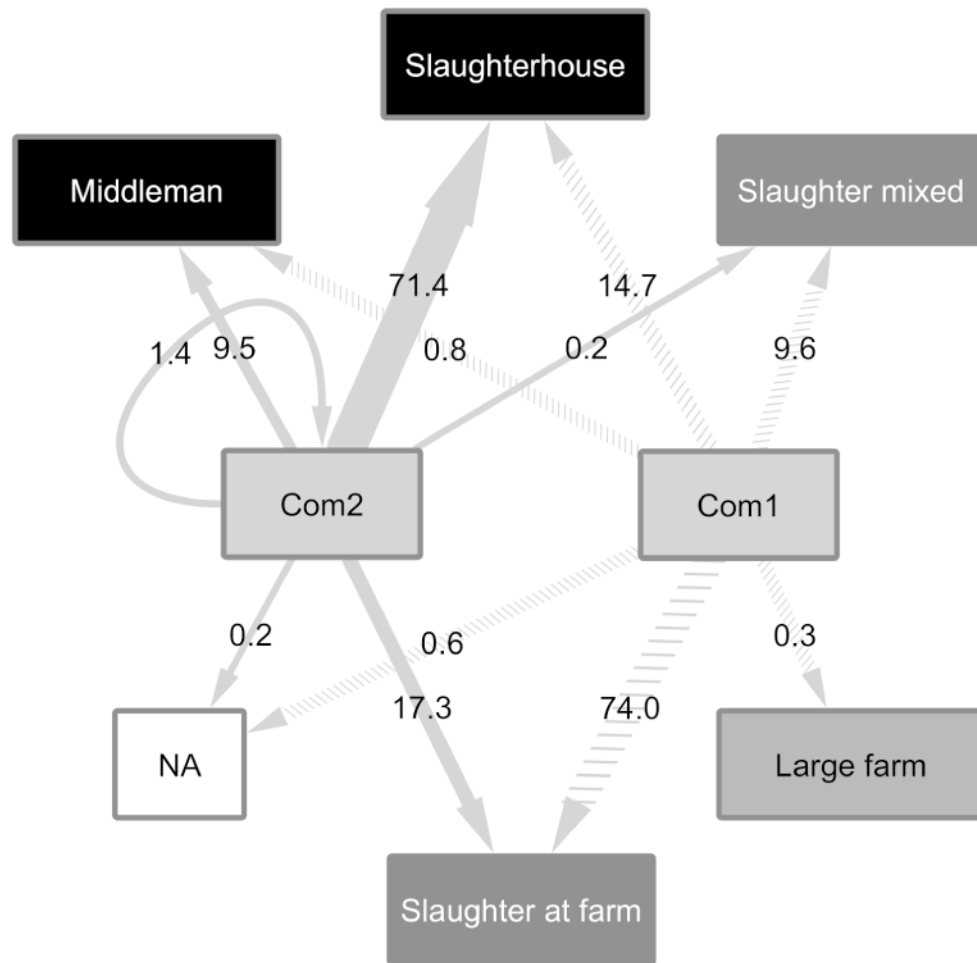 Slaughterhouse
Middleman
Slaughter mixed
71.4
14.7
1.4
9.5
0.8
0.2
9.6
Com2
Com1
0.2
0.6
0.3
17.3
74.0
NA
Large farm
Slaughter at farm